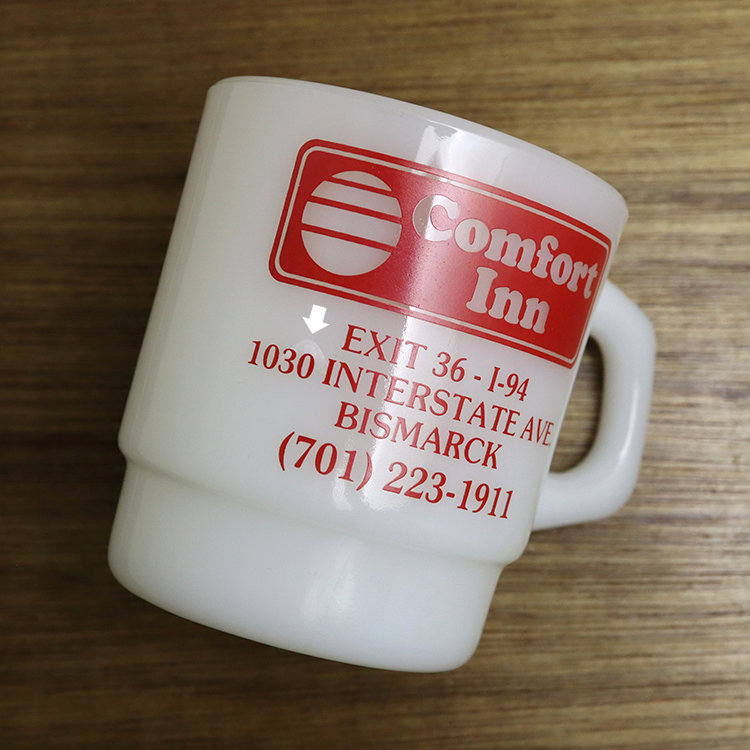 Comfort
Inn
EXIT 36 - I-94
1030 INTERSTATE AVE
BISMARCK
(701) 223-1911